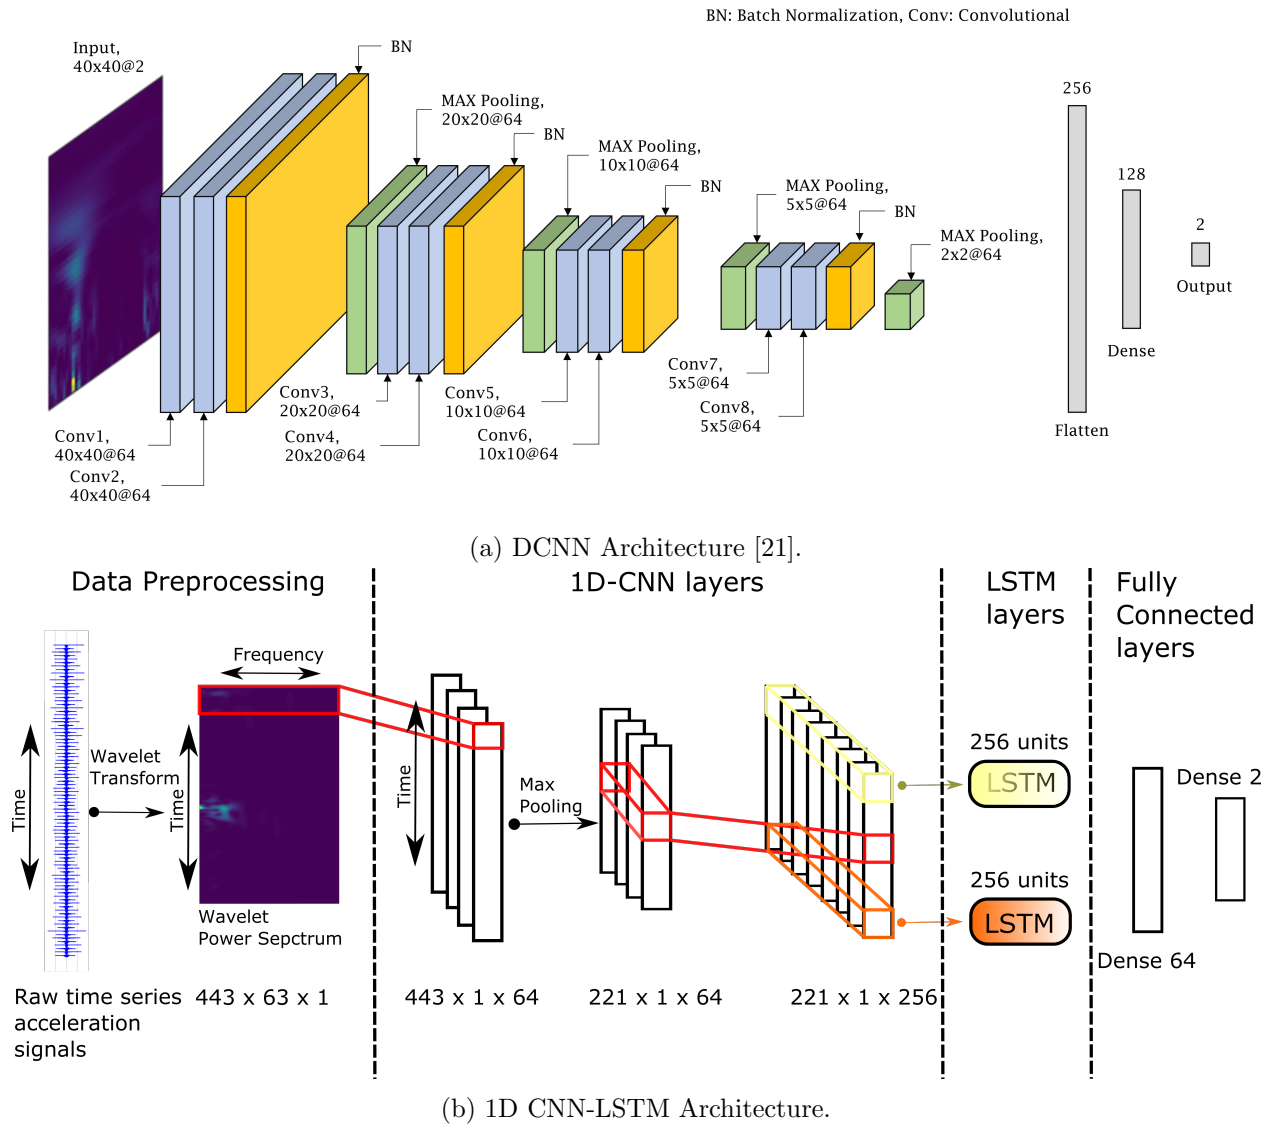 BN: Batch Normalization, Conv: Convolutional
Input,
40x40@2
BN
MAX Pooling,
20x20@64
BN
MAX Pooling,
10x10@64
BN
MAX Pooling,
5x5@64
BN
MAX Pooling,
2x2@64
256
128
2
Output
Dense
Flatten
Conv1,
40x40@64
Conv2,
40x40@64
Conv3,
20x20@64
Conv4,
20x20@64
Conv5,
10x10@64
Conv6,
10x10@64
Conv7,
5x5@64
Conv8,
5x5@64
(a) DCNN Architecture [21].
Data Preprocessing
1D-CNN layers
LSTM
layers
Fully
Connected
layers
Time
Wavelet
Transform
Frequency
Time
Wavelet
Power Sepctrum
Time
Max
Pooling
256 units
LSTM
256 units
LSTM
Dense 2
Dense 64
Raw time series
acceleration
signals
443 x 63 x 1
443 x 1 x 64
221 x 1 x 64
221 x 1 x 256
(b) 1D CNN-LSTM Architecture.